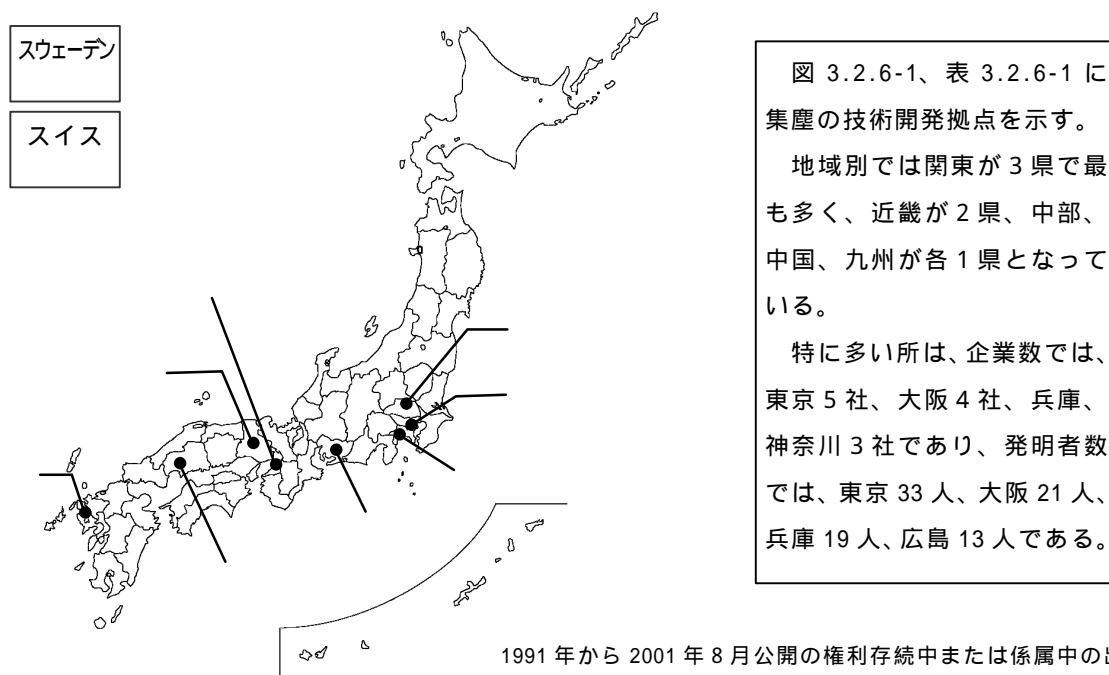 スウェーデン
スイス
図 3.2.6-1、表 3.2.6-1 に
集塵の技術開発拠点を示す。
地域別では関東が 3 県で最
も多く、近畿が 2 県、中部、
中国、九州が各 1 県となって
いる。
特に多い所は、企業数では、
東京 5 社、大阪 4 社、兵庫、
神奈川 3 社であり、発明者数
では、東京 33 人、大阪 21 人、
兵庫 19 人、広島 13 人である。
1991 年から 2001 年 8 月公開の権利存続中または係属中の